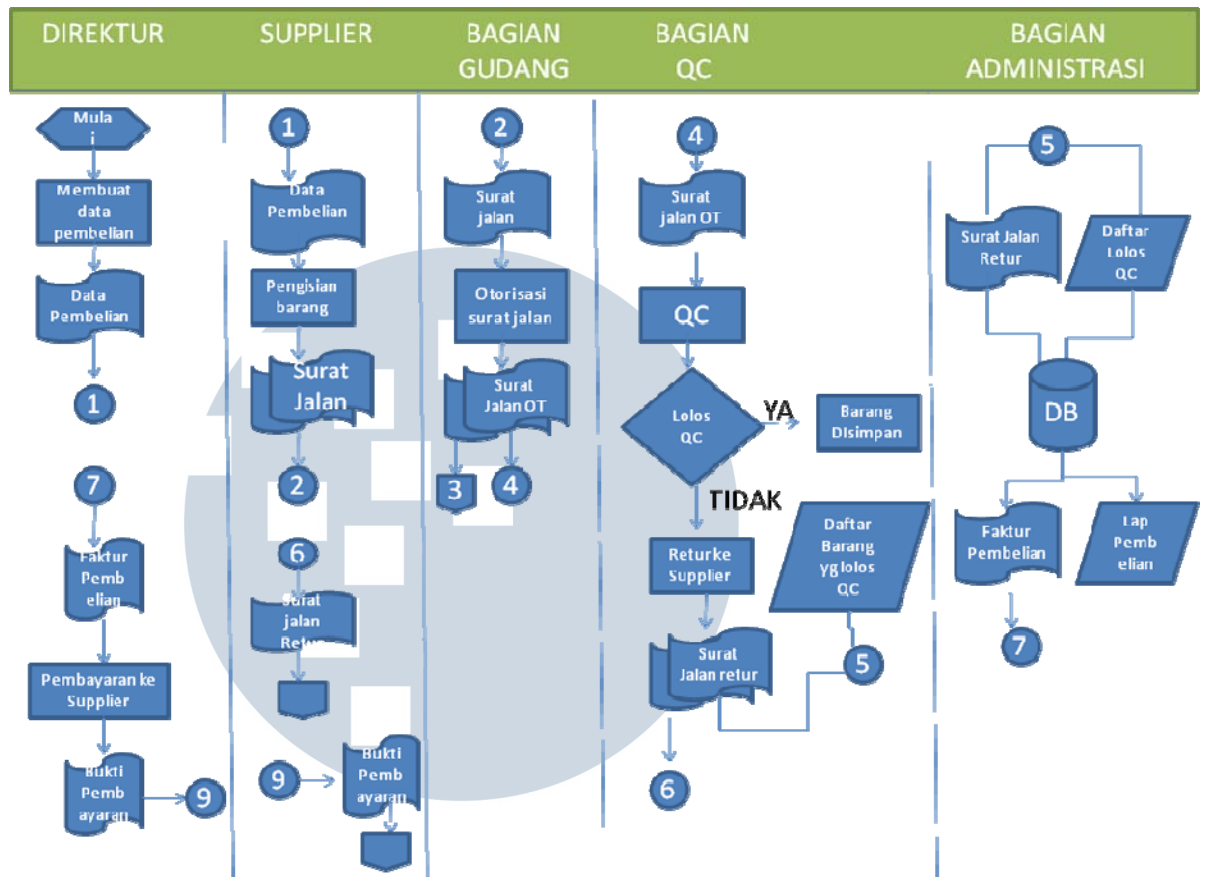 DIREKTUR
SUPPLIER
BAGIAN
GUDANG
BAGIAN
QC
BAGIAN
ADMINISTRASI
Mula
i
Membuat
data
pembelian
Data
Pembelian
1
7
Faktur
Pemb
elian
Pembayaran ke
Supplier
Bukti
Pemb
ayaran
9
1
Data
Pembelian
Pengisian
barang
Surat
Jalan
2
6
Surat
jalan
Retur
9
Bukti
Pemb
ayaran
2
Surat
jalan
Otorisasi
surat jalan
Surat
Jalan OT
3
4
4
Surat
jalan OT
QC
Lolos
QC
YA
Barang
Disimpan
TIDAK
Retur ke
Supplier
Daftar
Barang
yg lolos
QC
Surat
Jalan retur
5
6
5
Surat Jalan
Retur
Daftar
Lolos
QC
DB
Faktur
Pembelian
Lap
Pemb
elian
7